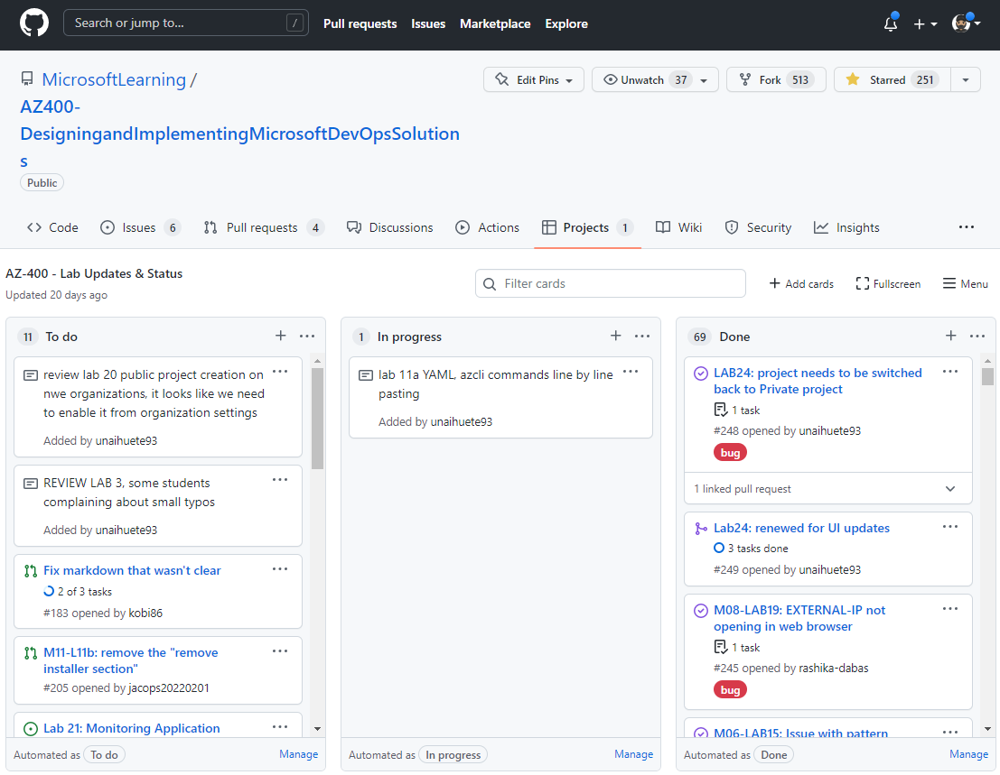 Search or jump to... /
Pull requests Issues Marketplace Explore
MicrosoftLearning /
AZ400-
DesigningandImplementingMicrosoftDevOpsSolution
s
Public
Edit Pins Unwatch 37 Fork 513 Starred 251
Code Issues 6 Pull requests 4 Discussions Actions Projects 1 Wiki Security Insights
AZ-400 - Lab Updates & Status
Updated 20 days ago
Filter cards
Add cards Fullscreen Menu
11 To do
review lab 20 public project creation on
nwe organizations, it looks like we need
to enable it from organization settings
Added by unaihuete93
REVIEW LAB 3, some students
complaining about small typos
Added by unaihuete93
Fix markdown that wasn't clear
2 of 3 tasks
#183 opened by kobi86
M11-L11b: remove the "remove
installer section"
#205 opened by jacops20220201
Lab 21: Monitoring Application
Automated as To do Manage
1 In progress
lab 11a YAML, azcli commands line by line
pasting
Added by unaihuete93
Automated as In progress Manage
69 Done
LAB24: project needs to be switched
back to Private project
1 task
#248 opened by unaihuete93
bug
1 linked pull request
Lab24: renewed for UI updates
3 tasks done
#249 opened by unaihuete93
M08-LAB19: EXTERNAL-IP not
opening in web browser
1 task
#245 opened by rashika-dabas
bug
M06-LAB15: Issue with pattern
Automated as Done Manage